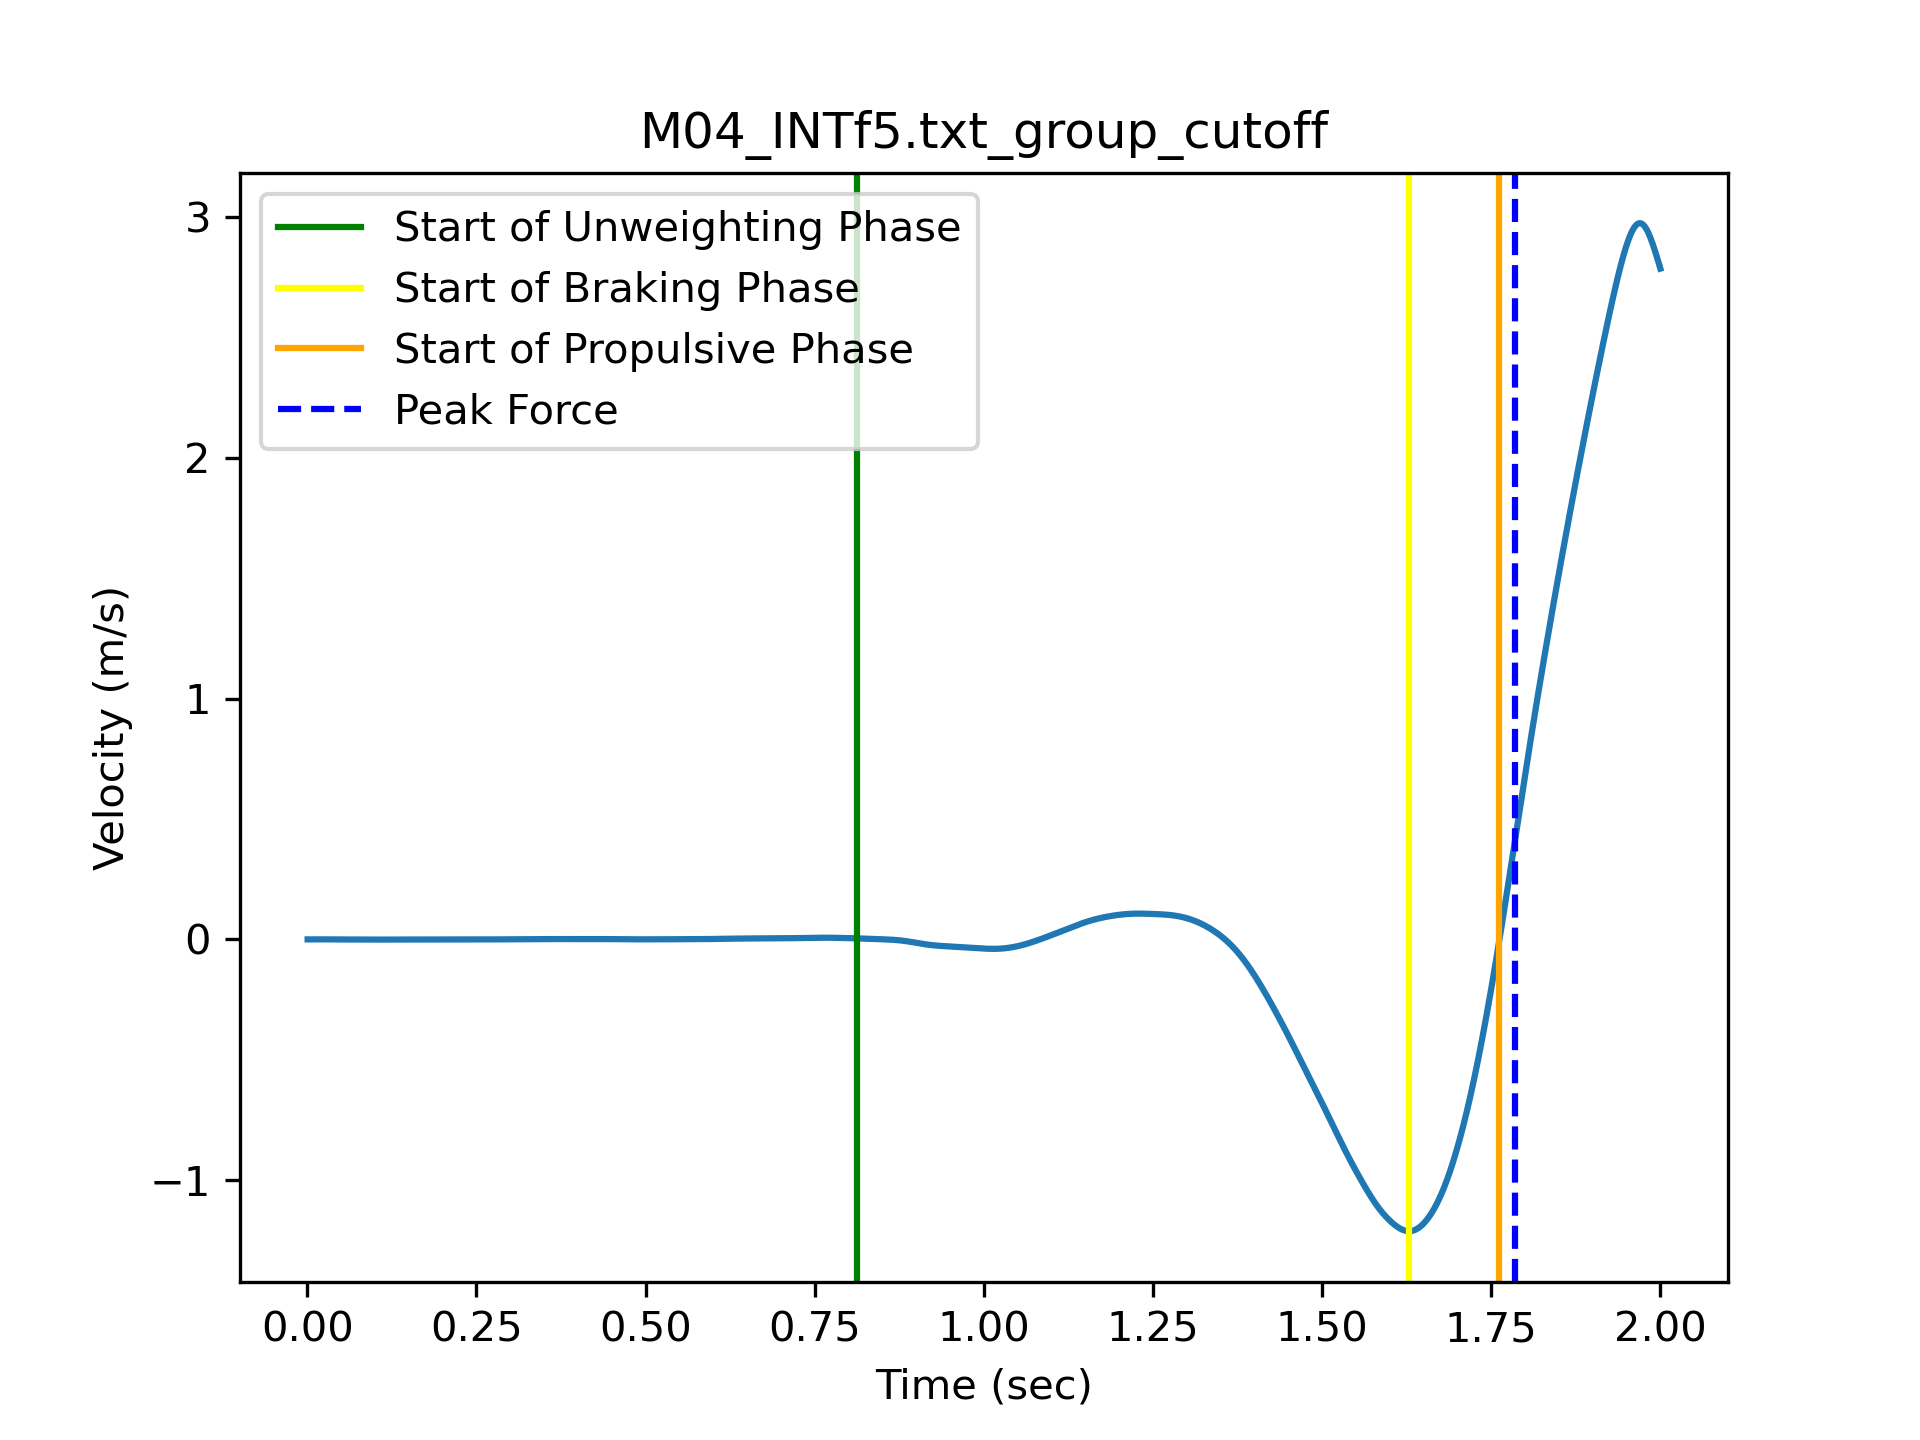 M04_INTf5.txt_group_cutoff
Start of Unweighting Phase
Start of Braking Phase
Start of Propulsive Phase
Peak Force
3
2
1
0
−1
Velocity (m/s)
0.00 0.25 0.50 0.75 1.00 1.25 1.50 1.75 2.00
Time (sec)